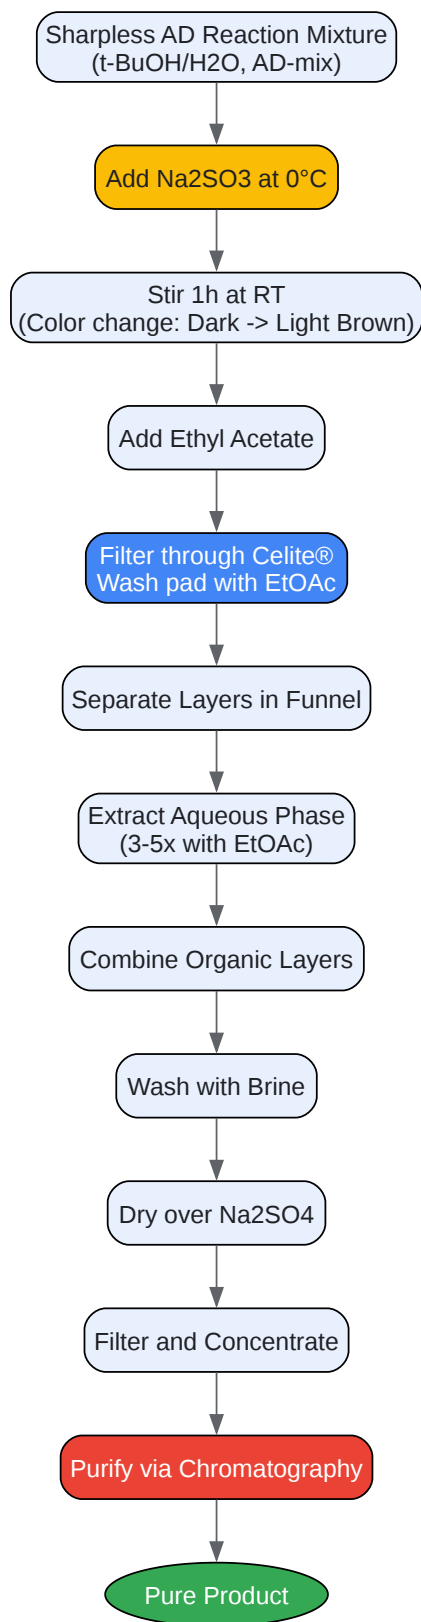 Sharpless AD Reaction Mixture
(t-BuOH/H2O, AD-mix)
Add Na2SO3 at 0°C
Stir 1h at RT
(Color change: Dark -> Light Brown)
Add Ethyl Acetate
Filter through Celite®
Wash pad with EtOAc
Separate Layers in Funnel
Extract Aqueous Phase
(3-5x with EtOAc)
Combine Organic Layers
Wash with Brine
Dry over Na2SO4
Filter and Concentrate
Purify via Chromatography
Pure Product